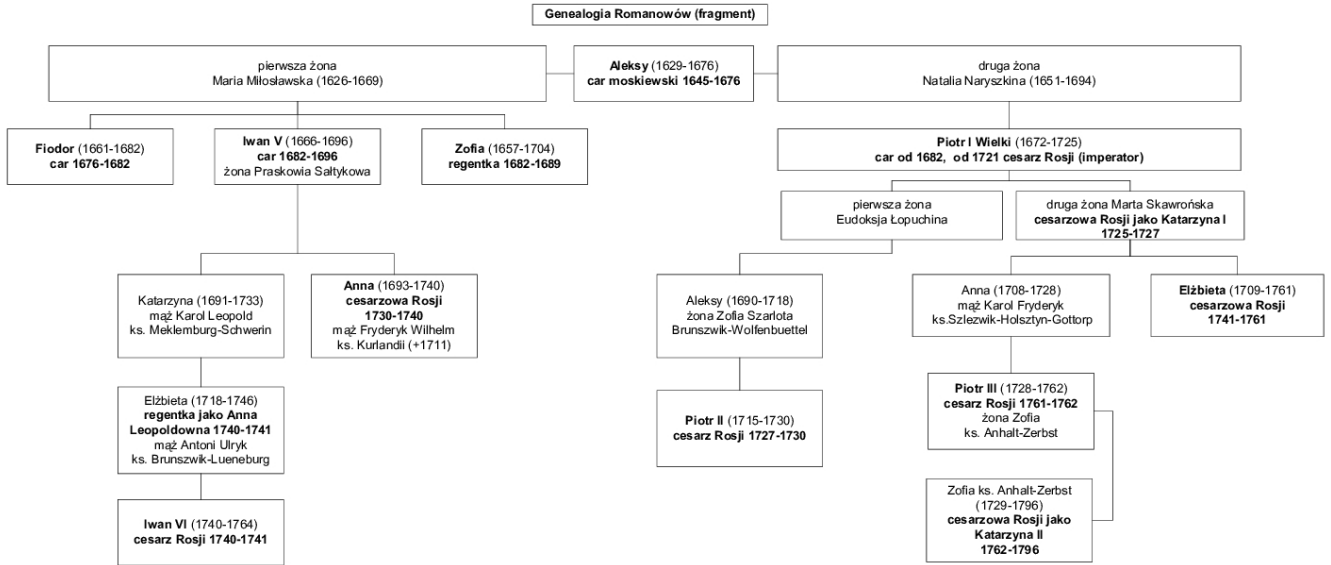 Genealogia Romanowów (fragment)
pierwsza żona
Maria Miłosławska (1626-1669)
Aleksy (1629-1676)
car moskiewski 1645-1676
druga żona
Natalia Naryszkina (1651-1694)
Fiodor (1661-1682)
car 1676-1682
Iwan V (1666-1696)
car 1682-1696
żona Praskowia Sałtykowa
Zofia (1657-1704)
regentka 1682-1689
Piotr I Wielki (1672-1725)
car od 1682, od 1721 cesarz Rosji (imperator)
pierwsza żona
Eudoksja Łopuchina
druga żona Marta Skawrońska
cesarzowa Rosji jako Katarzyna I
1725-1727
Katarzyna (1691-1733)
mąż Karol Leopold
ks. Meklemburg-Schwerin
Anna (1693-1740)
cesarzowa Rosji
1730-1740
mąż Fryderyk Wilhelm
ks. Kurlandii (+1711)
Aleksy (1690-1718)
żona Zofia Szarlota
Brunszwik-Wolfenbuettel
Anna (1708-1728)
mąż Karol Fryderyk
ks.Szlezwik-Holsztyn-Gottorp
Elżbieta (1709-1761)
cesarzowa Rosji
1741-1761
Elżbieta (1718-1746)
regentka jako Anna
Leopoldowna 1740-1741
mąż Antoni Ulryk
ks. Brunszwik-Lueneburg
Piotr II (1715-1730)
cesarz Rosji 1727-1730
Piotr III (1728-1762)
cesarz Rosji 1761-1762
żona Zofia
ks. Anhalt-Zerbst
Iwan VI (1740-1764)
cesarz Rosji 1740-1741
Zofia ks. Anhalt-Zerbst
(1729-1796)
cesarzowa Rosji jako
Katarzyna II
1762-1796